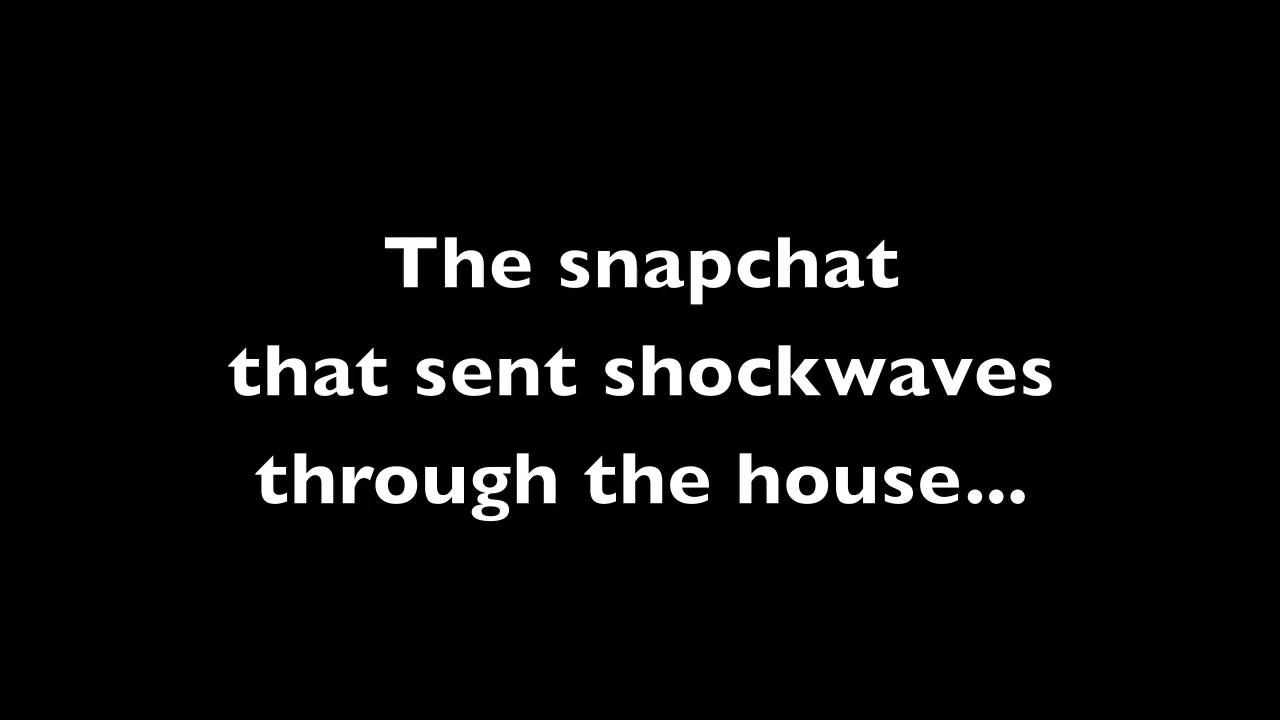 The snapchat
that sent shockwaves
through the house...